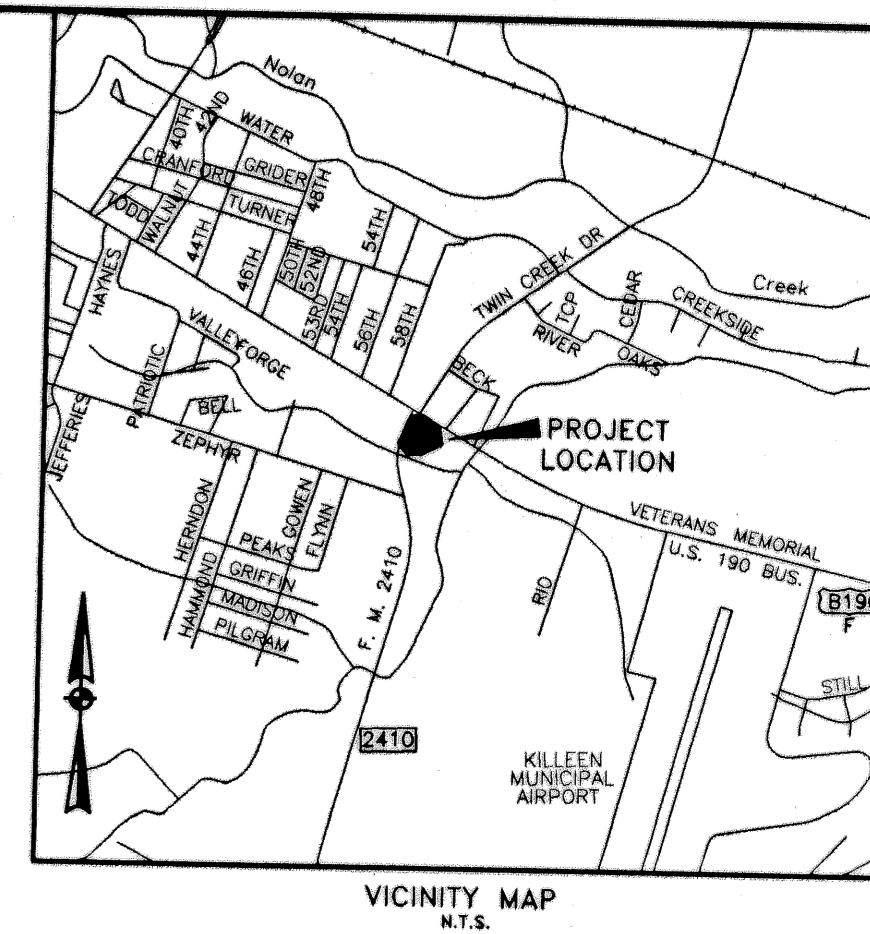 Nolan
WATER
40TH
42ND
CRANFORD
GRIDER
48TH
TODD
WALNUT
TURNER
44TH
46TH
50TH
52ND
53RD
54TH
54TH
56TH
58TH
HAYNES
VALLEYFORGE
PATRIOTIC
BELL
ZEPHYR
JEFFERIES
TWIN CREEK DR
TCP
RIVER
OAKS
CEDAR
CREEKSIDE
Creek
BECK
PROJECT
LOCATION
VETERANS MEMORIAL
U.S. 190 BUS.
F
STILL
RIO
HERNDON
HAMMOND
GOWEN
FLYNN
PEAKS
GRIFFIN
MADISON
PILGRAM
F. M. 2410
2410
KILLEEN
MUNICIPAL
AIRPORT
VICINITY MAP
N.T.S.